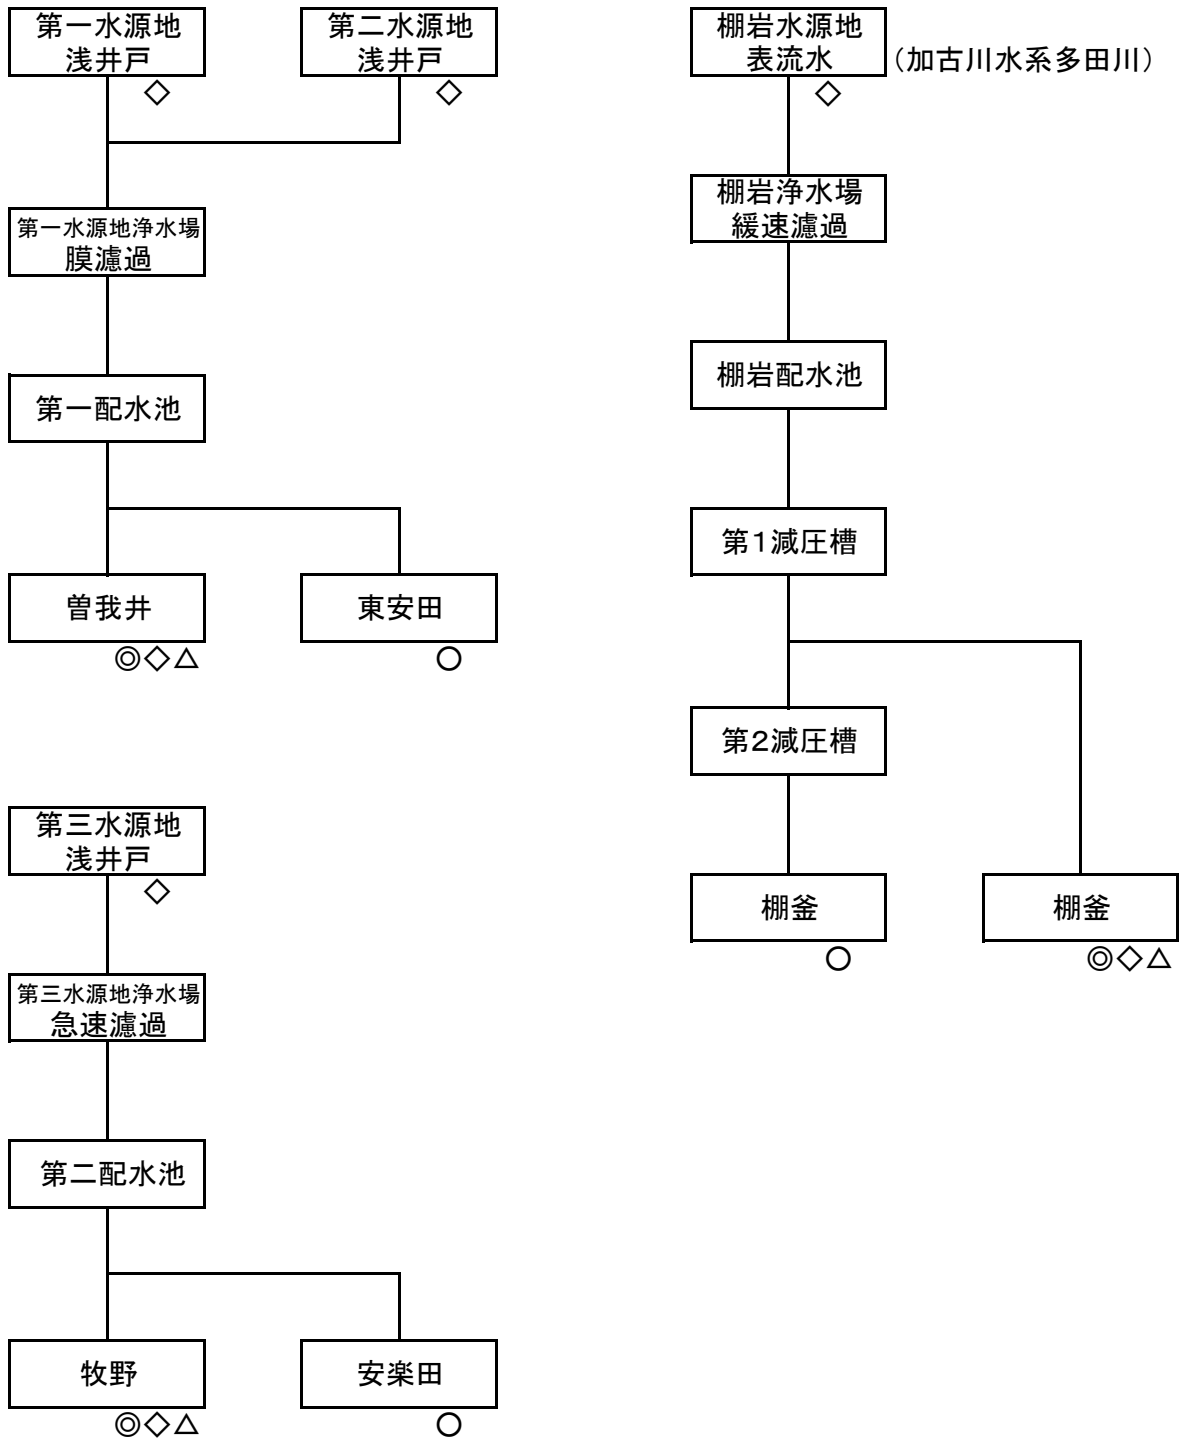 第一水源地
浅井戸
◇
第二水源地
浅井戸
◇
第一水源地浄水場
膜濾過
第一配水池
曽我井
◎◇△
東安田
○
第三水源地
浅井戸
◇
第三水源地浄水場
急速濾過
第二配水池
牧野
◎◇△
安楽田
○
棚岩水源地
表流水
（加古川水系多田川）
◇
棚岩浄水場
緩速濾過
棚岩配水池
第１減圧槽
第２減圧槽
棚釜
○
棚釜
◎◇△